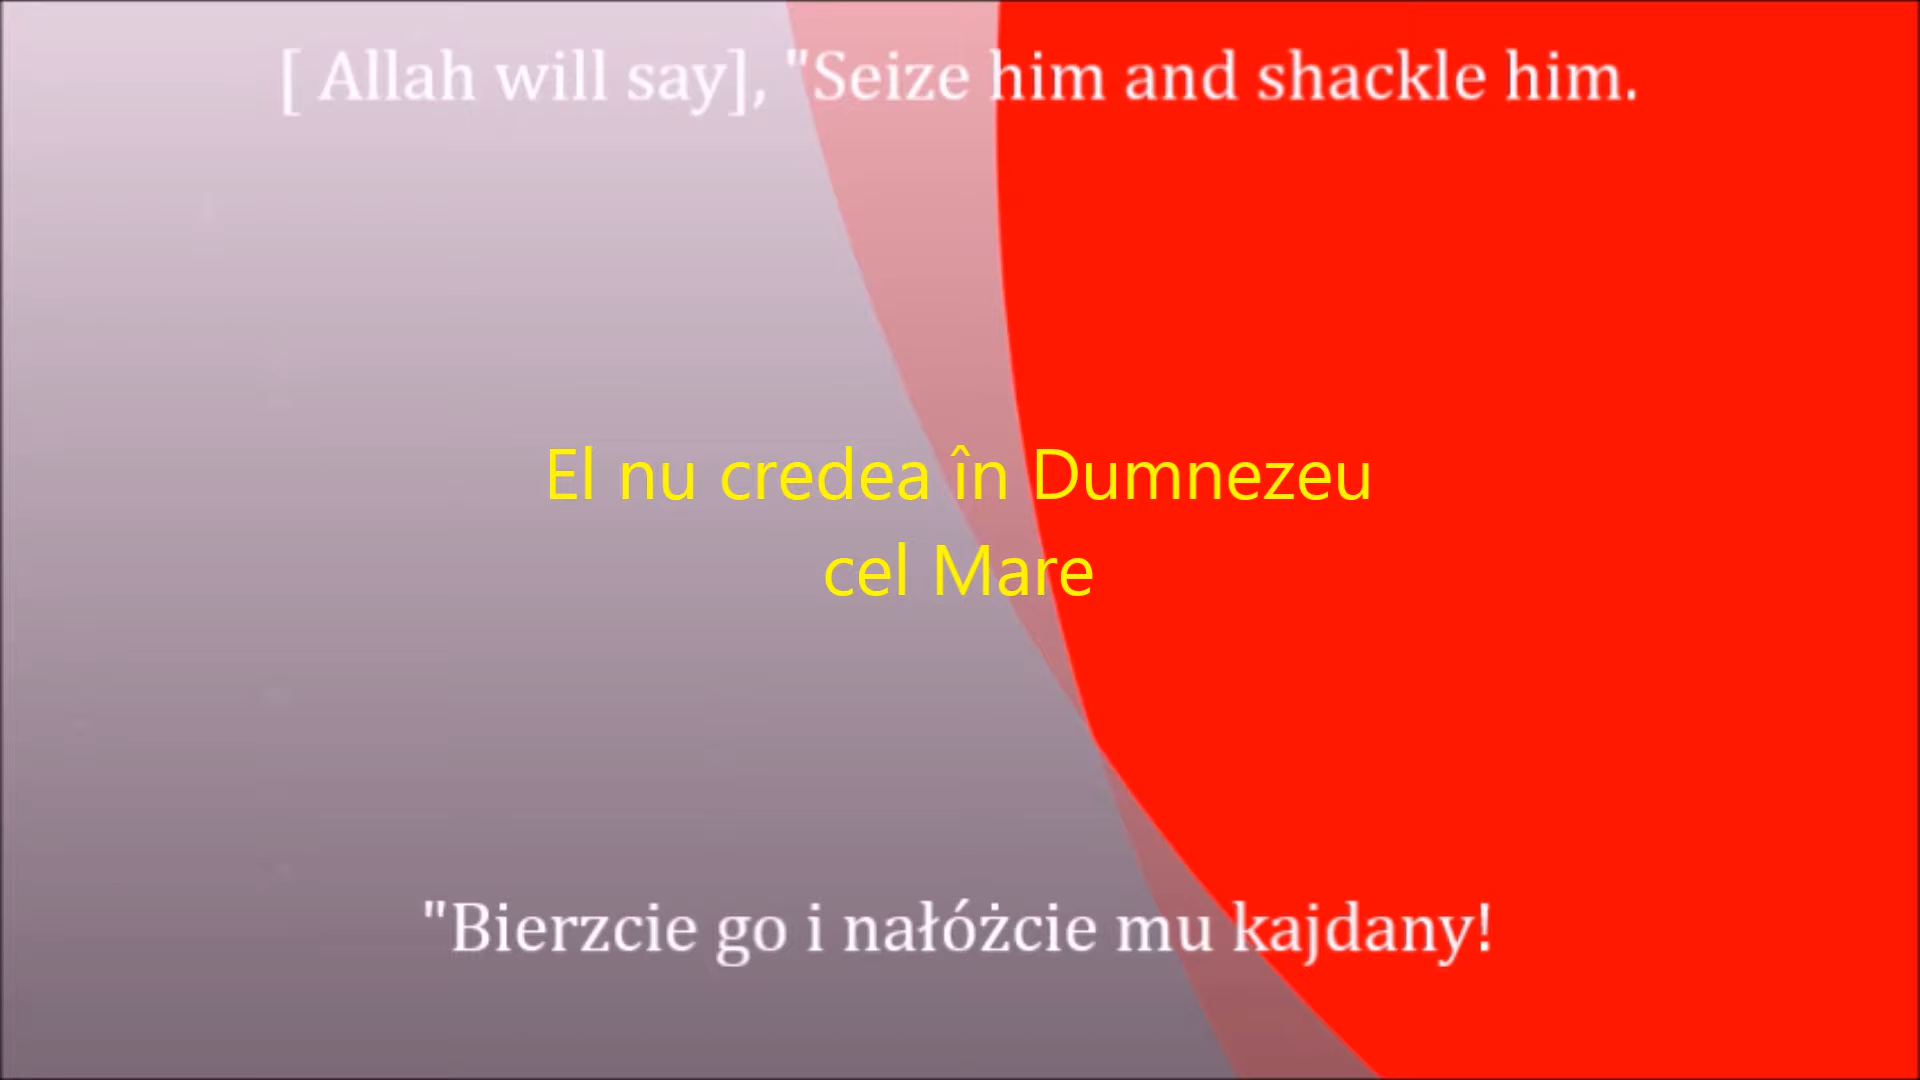 [ Allah will say], "Seize him and shackle him.
El nu credea în Dumnezeu
cel Mare
"Bierzcie go i nałóżcie mu kajdany!